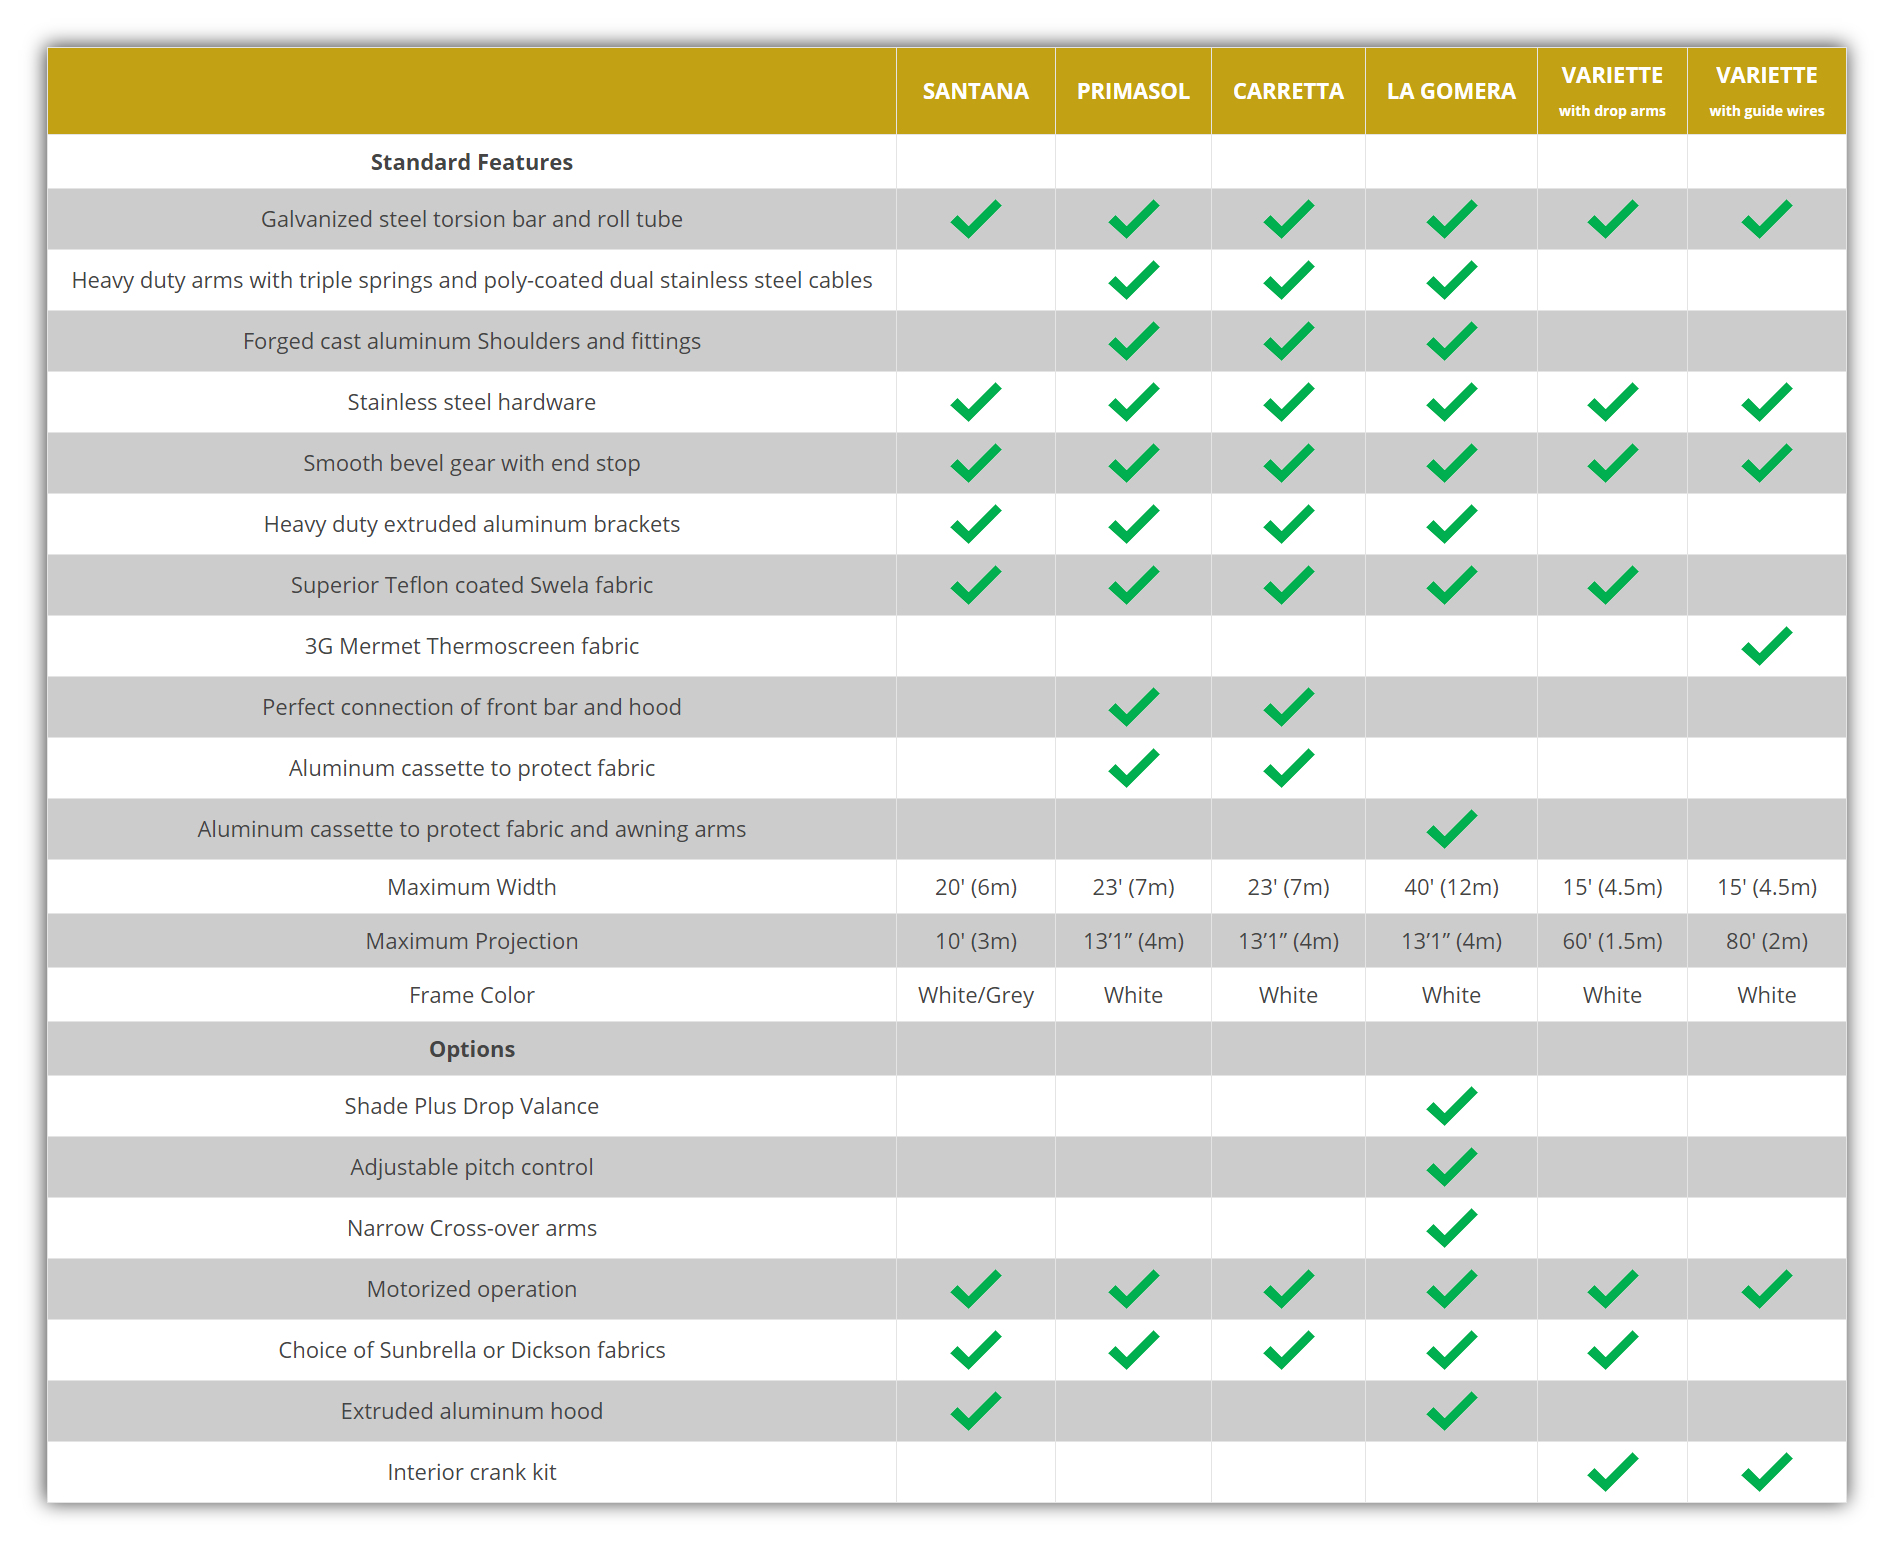 SANTANA PRIMASOL CARRETTA LA GOMERA VARIETTE with drop arms VARIETTE with guide wires
Standard Features
Galvanized steel torsion bar and roll tube
Heavy duty arms with triple springs and poly-coated dual stainless steel cables
Forged cast aluminum Shoulders and fittings
Stainless steel hardware
Smooth bevel gear with end stop
Heavy duty extruded aluminum brackets
Superior Teflon coated Swela fabric
3G Mermet Thermoscreen fabric
Perfect connection of front bar and hood
Aluminum cassette to protect fabric
Aluminum cassette to protect fabric and awning arms
Maximum Width 20' (6m) 23' (7m) 23' (7m) 40' (12m) 15' (4.5m) 15' (4.5m)
Maximum Projection 10' (3m) 13’1” (4m) 13’1” (4m) 13’1” (4m) 60' (1.5m) 80' (2m)
Frame Color White/Grey White White White White White
Options
Shade Plus Drop Valance
Adjustable pitch control
Narrow Cross-over arms
Motorized operation
Choice of Sunbrella or Dickson fabrics
Extruded aluminum hood
Interior crank kit